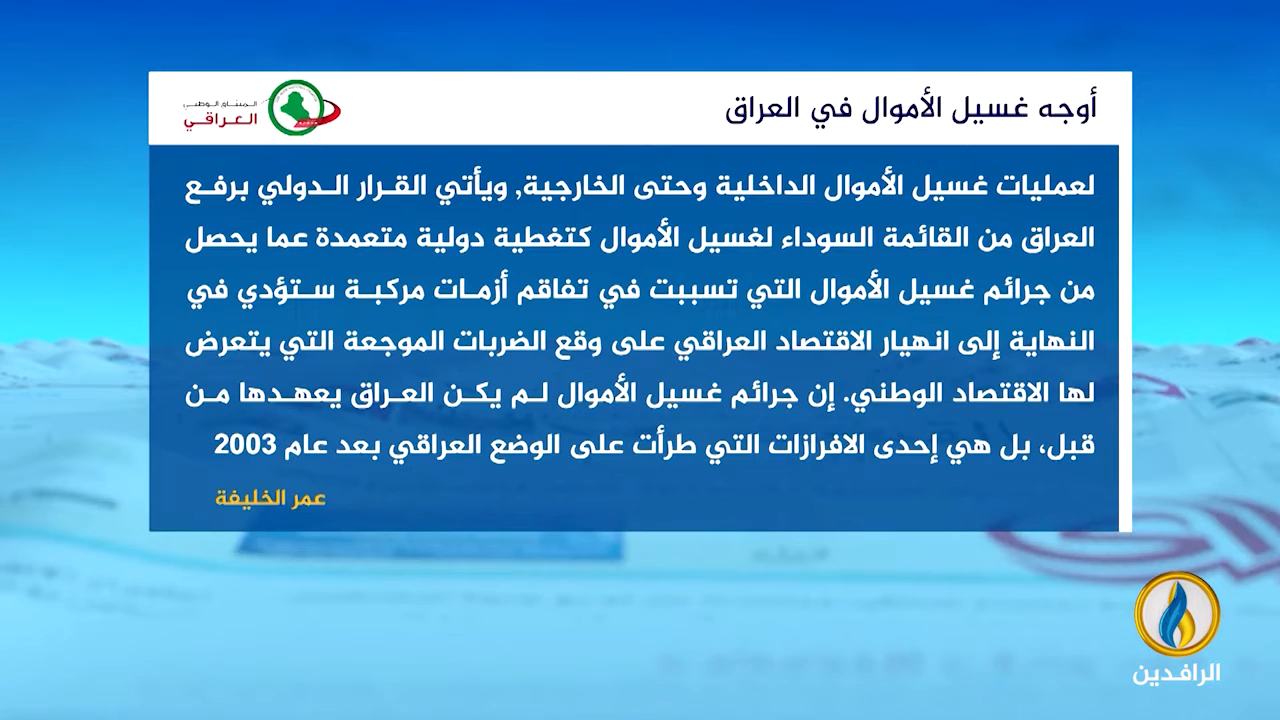 أوجه غسيل الأموال في العراق
الميثاق الوطني
العراقي
لعمليات غسيل الأموال الداخلية وحتى الخارجية, ويأتي القرار الدولي برفع
العراق من القائمة السوداء لغسيل الأموال كتغطية دولية متعمدة عما يحصل
من جرائم غسيل الأموال التي تسببت في تفاقم أزمات مركبة ستؤدي في
النهاية إلى انهيار الاقتصاد العراقي على وقع الضربات الموجعة التي يتعرض
لها الاقتصاد الوطني. إن جرائم غسيل الأموال لم يكن العراق يعهدها من
قبل، بل هي إحدى الافرازات التي طرأت على الوضع العراقي بعد عام 2003
عمر الخليفة
الرافدين